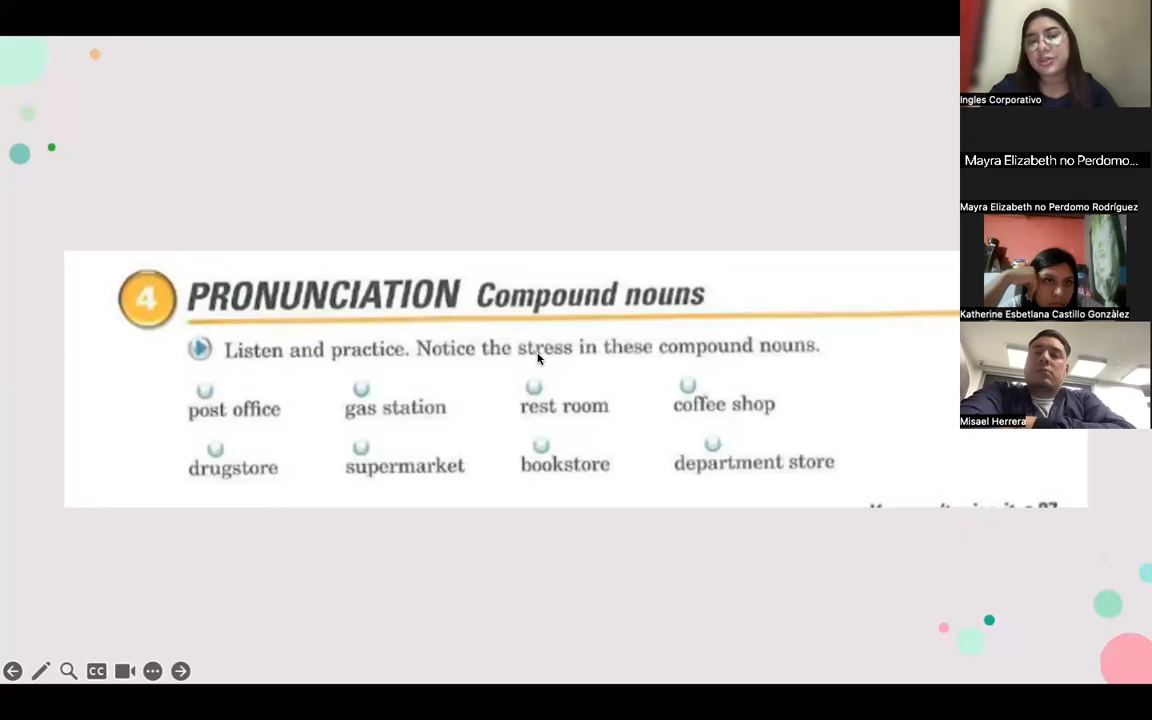 4 PRONUNCIATION Compound nouns
Listen and practice. Notice the stress in these compound nouns.
post office gas station rest room coffee shop
drugstore supermarket bookstore department store
CC
Ingles Corporativo
Mayra Elizabeth no Perdomo...
Mayra Elizabeth no Perdomo Rodríguez
Katherine Esbetlana Castillo Gonzàlez
Misael Herrera